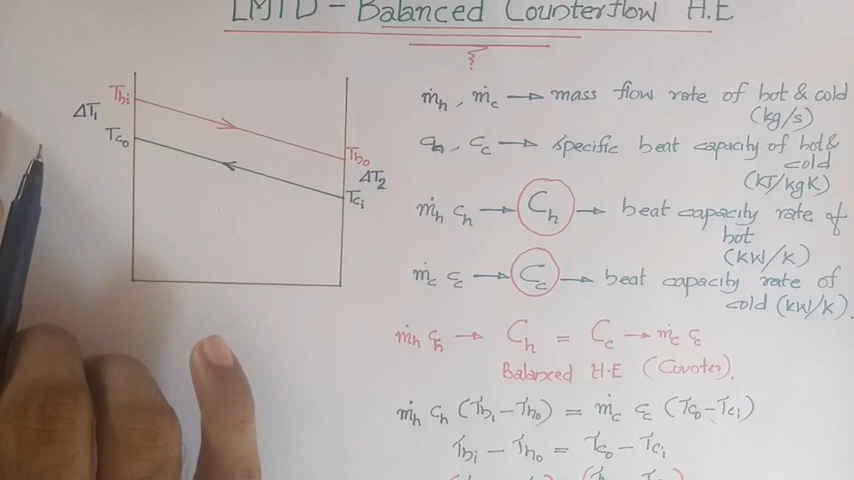 LMTD - Balanced Counterflow H.E
Thi
ΔT1
Tco
Tho
ΔT2
Tci
ṁh, ṁc → mass flow rate of hot & cold
(kg/s)
ch, cc → specific heat capacity of hot &
cold
(kJ/kgK)
ṁh ch → Ch → heat capacity rate of
hot
(kW/K)
ṁc cc → Cc → heat capacity rate of
cold (kW/K).
ṁh ch → Ch = Cc → ṁc cc
Balanced H.E (Counter).
ṁh ch (Thi - Tho) = ṁc cc (Tco - Tci)
Thi - Tho = Tco - Tci